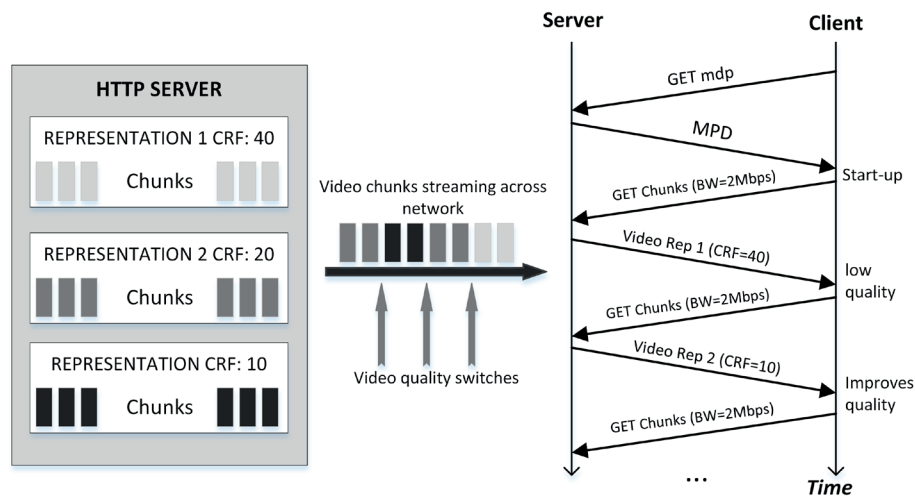 HTTP SERVER
REPRESENTATION 1 CRF: 40
Chunks
REPRESENTATION 2 CRF: 20
Chunks
REPRESENTATION CRF: 10
Chunks
Video chunks streaming across
network
Video quality switches
Server
Client
GET mdp
MPD
Start-up
GET Chunks (BW=2Mbps)
Video Rep 1 (CRF=40)
low
quality
GET Chunks (BW=2Mbps)
Video Rep 2 (CRF=10)
Improves
quality
GET Chunks (BW=2Mbps)
...
Time